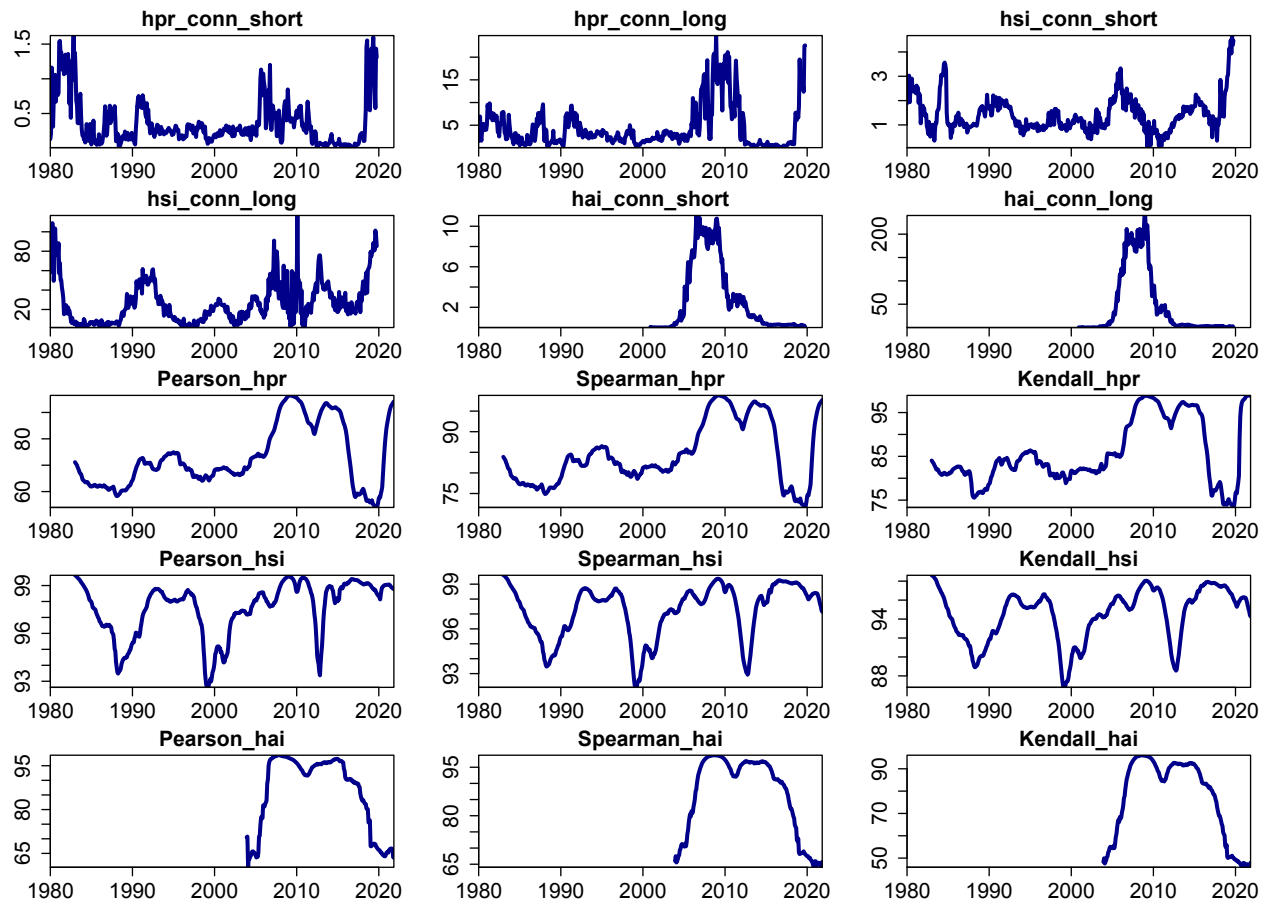 hpr_conn_short hpr_conn_long hsi_conn_short
0.5 1.5 5 15 1 3
1980 1990 2000 2010 2020 1980 1990 2000 2010 2020 1980 1990 2000 2010 2020
hsi_conn_long hai_conn_short hai_conn_long
20 80 2 6 10 50 200
1980 1990 2000 2010 2020 1980 1990 2000 2010 2020 1980 1990 2000 2010 2020
Pearson_hpr Spearman_hpr Kendall_hpr
60 80 75 90 75 85 95
1980 1990 2000 2010 2020 1980 1990 2000 2010 2020 1980 1990 2000 2010 2020
Pearson_hsi Spearman_hsi Kendall_hsi
93 96 99 93 96 99 88 94
1980 1990 2000 2010 2020 1980 1990 2000 2010 2020 1980 1990 2000 2010 2020
Pearson_hai Spearman_hai Kendall_hai
65 80 95 65 80 95 50 70 90
1980 1990 2000 2010 2020 1980 1990 2000 2010 2020 1980 1990 2000 2010 2020